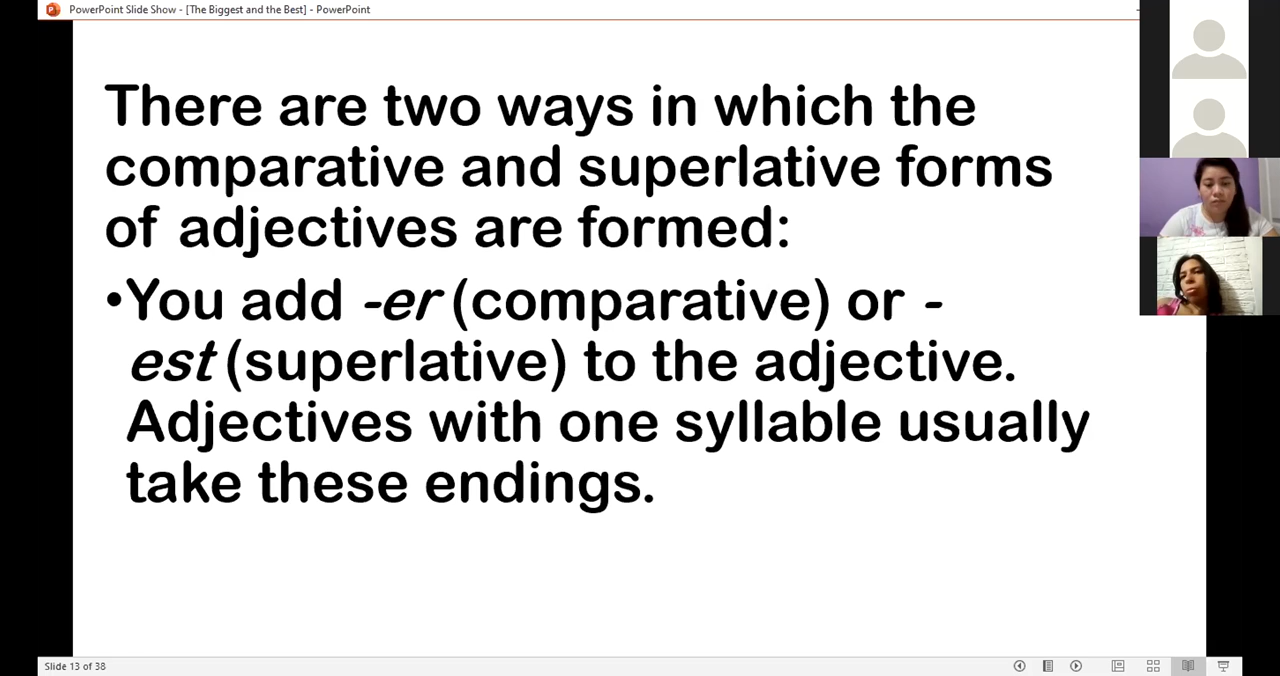 PowerPoint Slide Show - [The Biggest and the Best] - PowerPoint
There are two ways in which the
comparative and superlative forms
of adjectives are formed:
•You add -er (comparative) or -
est (superlative) to the adjective.
Adjectives with one syllable usually
take these endings.
Slide 13 of 38